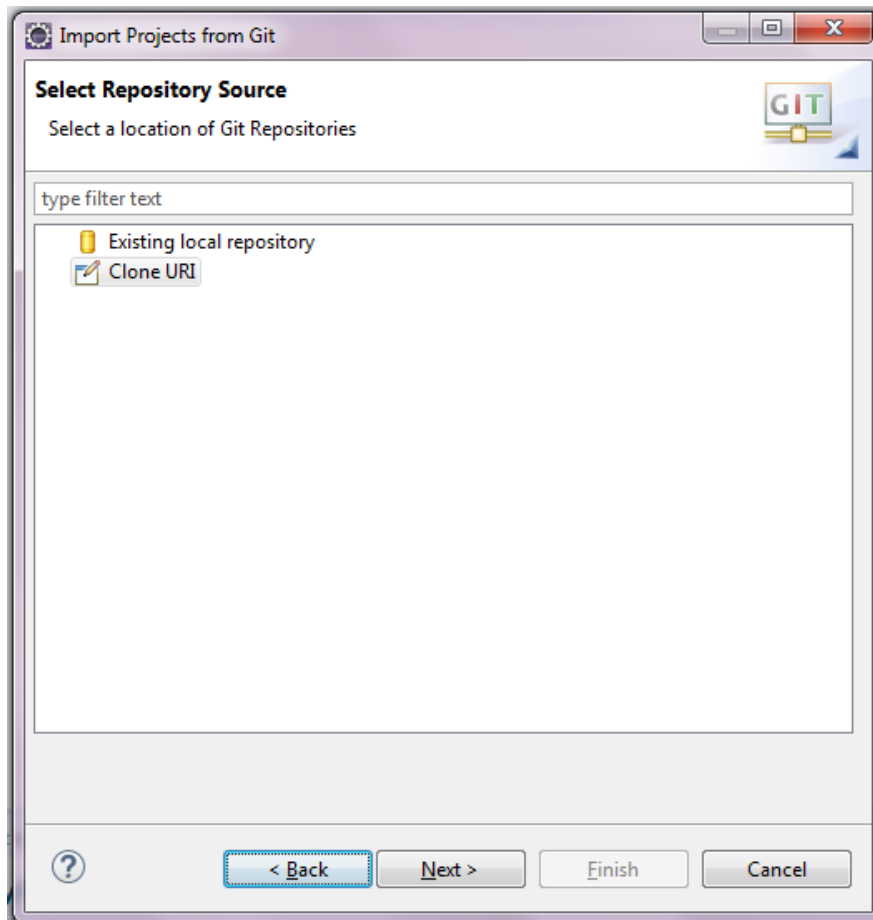 Import Projects from Git
Select Repository Source
Select a location of Git Repositories
GIT
type filter text
Existing local repository
Clone URI
?
< Back
Next >
Finish
Cancel